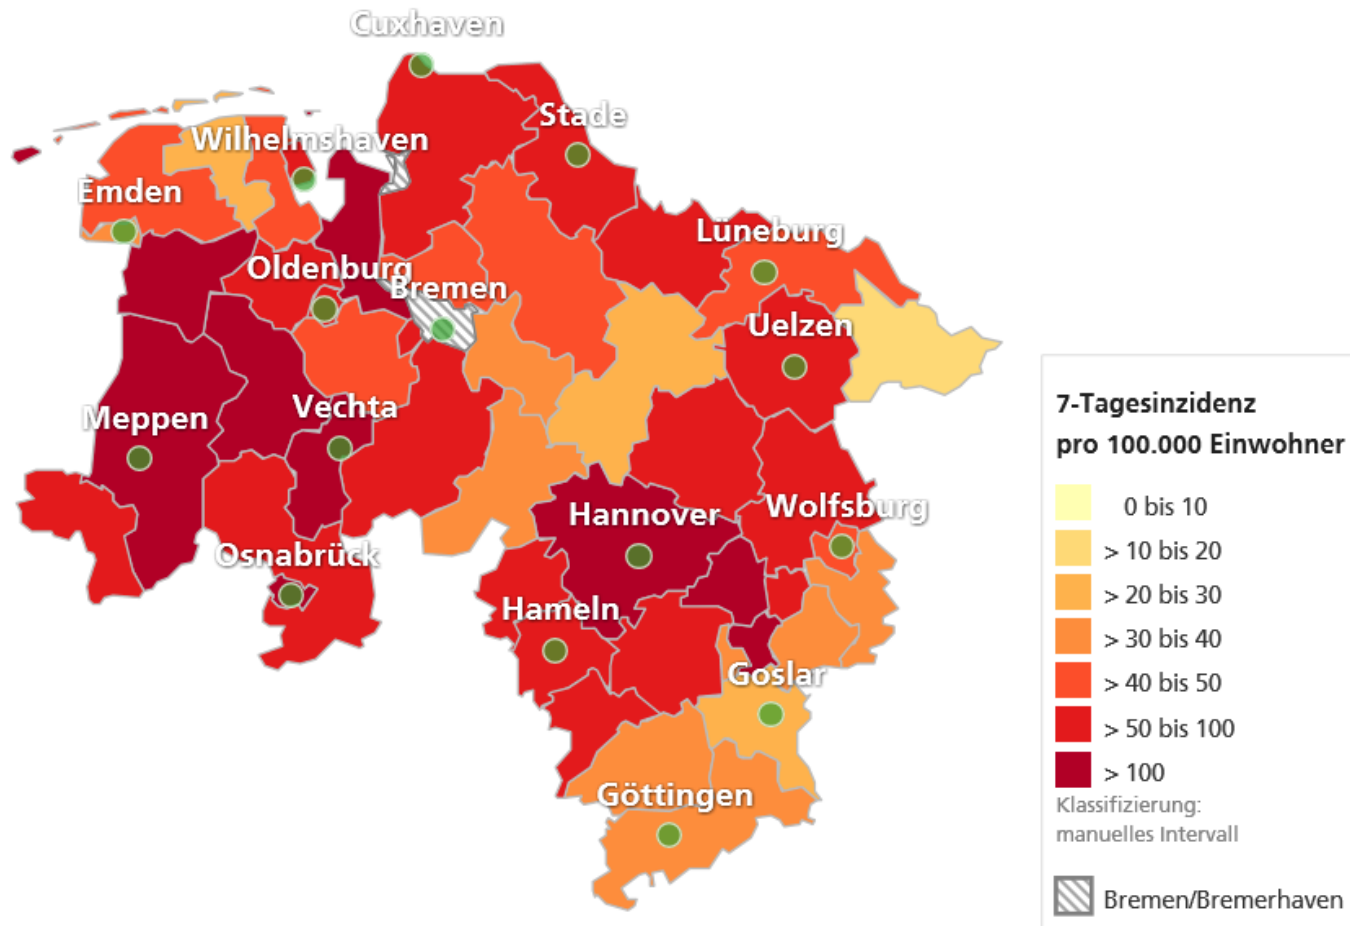 Cuxhaven
Stade
Wilhelmshaven
Emden
Lüneburg
Oldenburg
Bremen
Uelzen
Vechta
Meppen
Wolfsburg
Hannover
Osnabrück
Hameln
Goslar
Göttingen
7-Tagesinzidenz
pro 100.000 Einwohner
0 bis 10
> 10 bis 20
> 20 bis 30
> 30 bis 40
> 40 bis 50
> 50 bis 100
> 100
Klassifizierung:
manuelles Intervall
Bremen/Bremerhaven